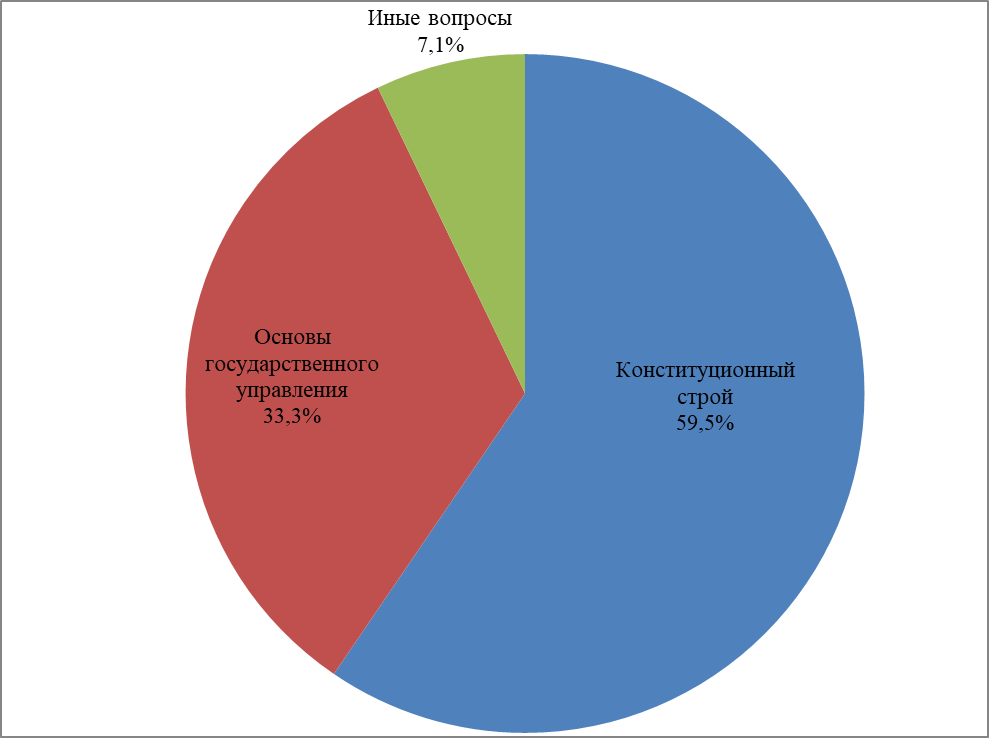 Иные вопросы
7,1%
Основы
государственного
управления
33,3%
Конституционный
строй
59,5%